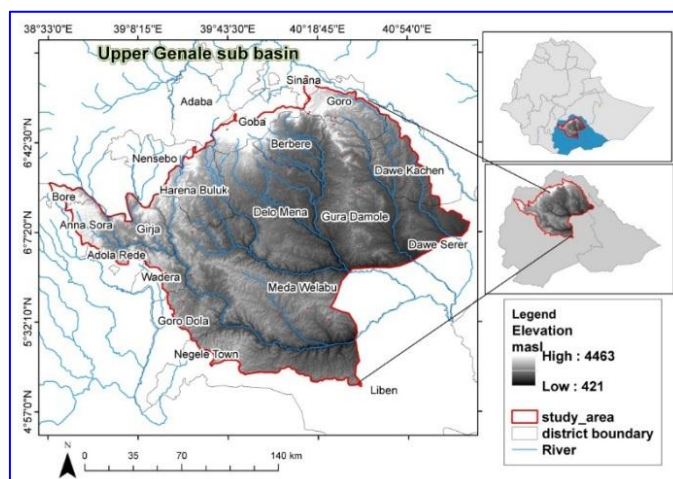 38°33'0"E 39°8'15"E 39°43'30"E 40°18'45"E 40°54'0"E
Upper Genale sub basin
Sinana
Adaba
Goro
Goba
6°42'30"N
Berbere
Nensebo
Dawe Kachen
Harena Buluk
Bore
Delo Mena
Gura Damole
Anna Sora
Girja
6°7'20"N
Dawe Serer
Adola Rede
Wadera
Meda Welabu
5°32'10"N
Goro Dola
Negele Town
Liben
4°57'0"N
N
0 35 70 140 km
Legend
Elevation
masl
High : 4463
Low : 421
study_area
district boundary
River